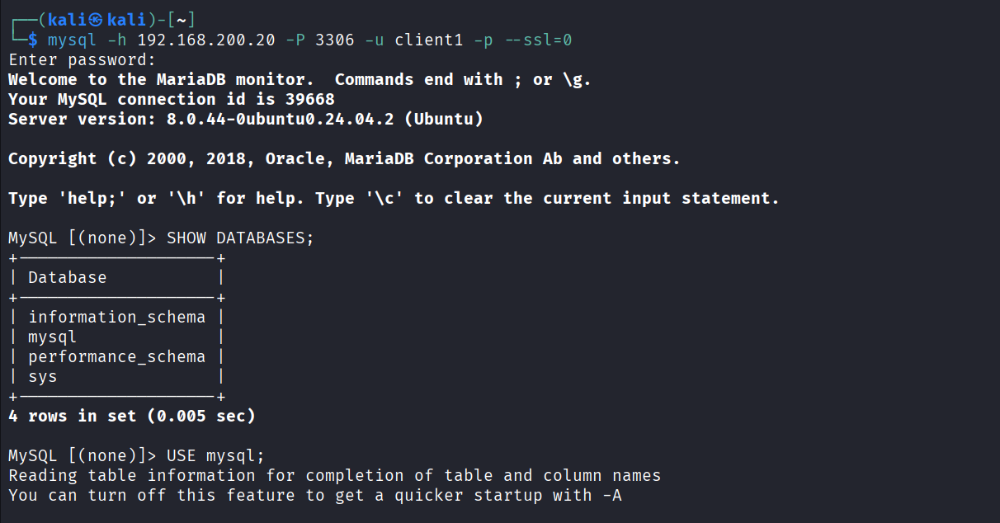 ┌──(kali㉿kali)-[~]
└─$ mysql -h 192.168.200.20 -P 3306 -u client1 -p --ssl=0
Enter password:
Welcome to the MariaDB monitor.  Commands end with ; or \g.
Your MySQL connection id is 39668
Server version: 8.0.44-0ubuntu0.24.04.2 (Ubuntu)
Copyright (c) 2000, 2018, Oracle, MariaDB Corporation Ab and others.
Type 'help;' or '\h' for help. Type '\c' to clear the current input statement.
MySQL [(none)]> SHOW DATABASES;
+--------------------+
| Database           |
+--------------------+
| information_schema |
| mysql              |
| performance_schema |
| sys                |
+--------------------+
4 rows in set (0.005 sec)
MySQL [(none)]> USE mysql;
Reading table information for completion of table and column names
You can turn off this feature to get a quicker startup with -A